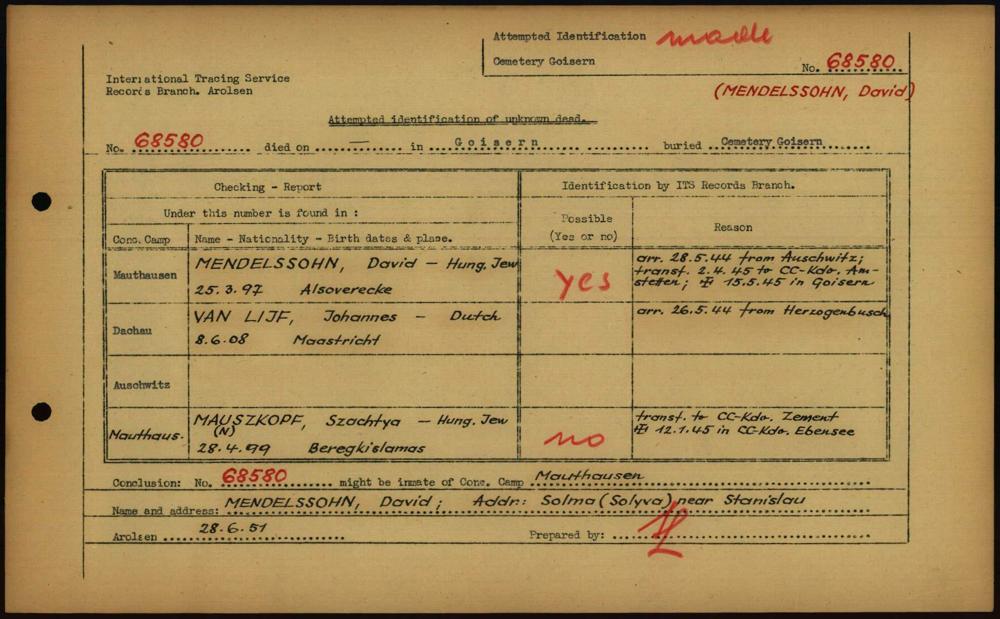 Attempted Identification made
Cemetery Goisern
No. 68580
(MENDELSSOHN, David)
International Tracing Service
Records Branch. Arolsen
Attempted identification of unknown dead.
No. 68580 died on — in Goisern buried Cemetery Goisern
Checking - Report
Identification by ITS Records Branch.
Under this number is found in :
Possible
(Yes or no)
Reason
Conc. Camp
Name - Nationality - Birth dates & place.
Mauthausen
MENDELSSOHN, David - Hung. Jew
25.3.97 Alsoverecke
yes
arr. 28.5.44 from Auschwitz;
transf. 2.4.45 to CC-Kdo. Am-
stetten; 15.5.45 in Goisern
Dachau
VAN LIJF, Johannes - Dutch
8.6.08 Maastricht
arr. 26.5.44 from Herzogenbusch
Auschwitz
Mauthaus.
MAUSZKOPF, Szachtya - Hung. Jew
(N)
28.4.99 Beregkislamas
no
transf. to CC-Kdo. Zement
12.1.45 in CC-Kdo. Ebensee
Conclusion: No. 68580 might be inmate of Conc. Camp Mauthausen
Name and address: MENDELSSOHN, David; Addr: Solma (Solyva) near Stanislau
Arolsen 28.6.51
Prepared by: